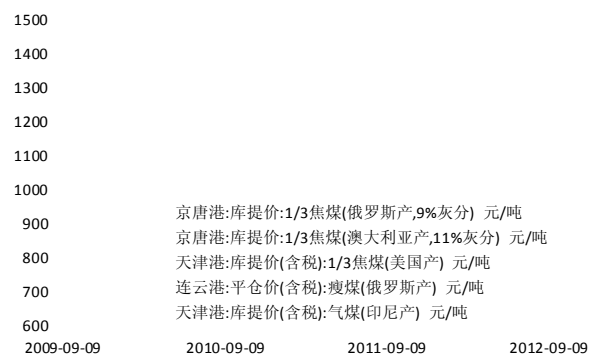 1500
1400
1300
1200
1100
1000
900
800
700
600
京唐港:库提价:1/3焦煤(俄罗斯产,9%灰分) 元/吨
京唐港:库提价:1/3焦煤(澳大利亚产,11%灰分) 元/吨
天津港:库提价(含税):1/3焦煤(美国产) 元/吨
连云港:平仓价(含税):瘦煤(俄罗斯产) 元/吨
天津港:库提价(含税):气煤(印尼产) 元/吨
2009-09-09 2010-09-09 2011-09-09 2012-09-09